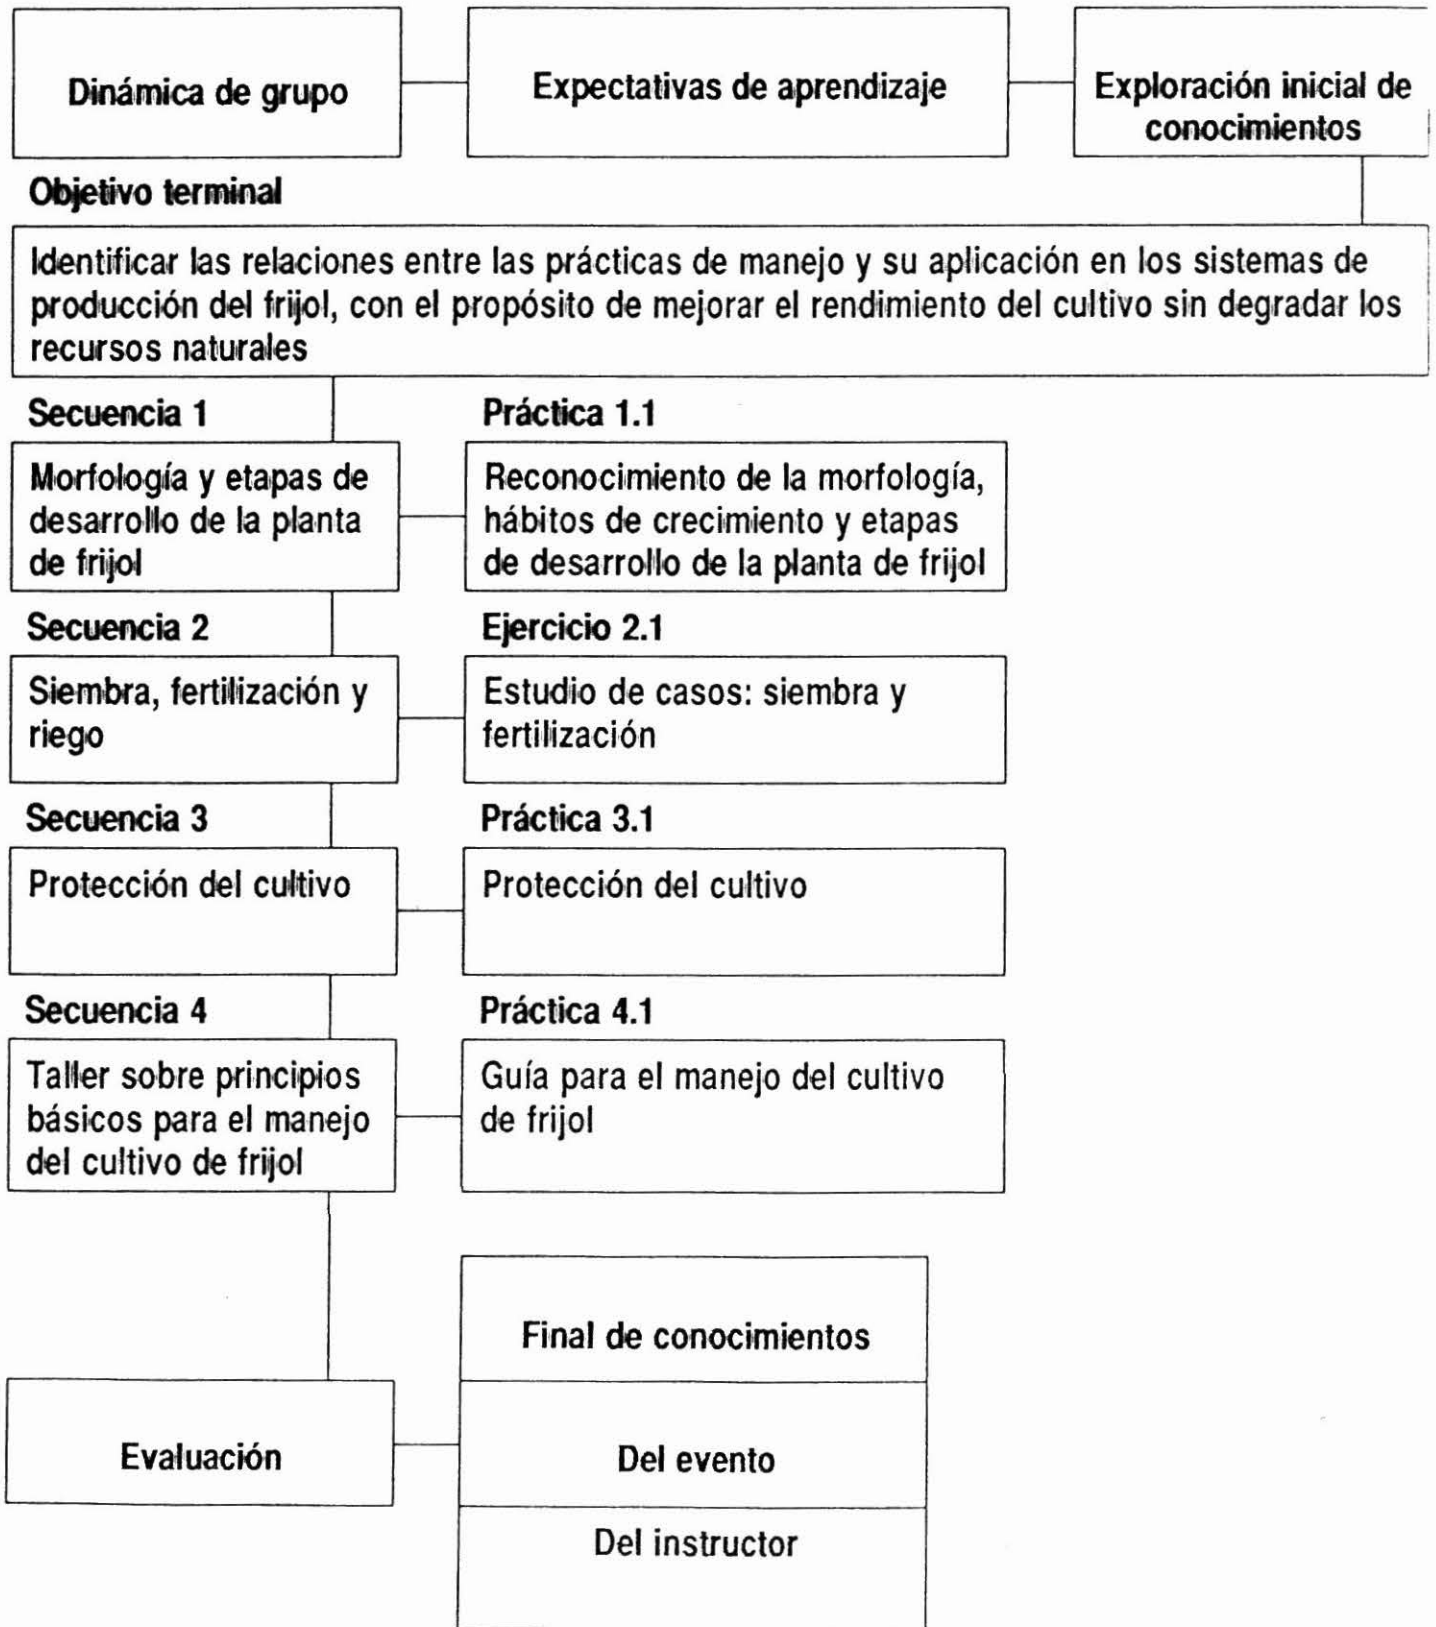 Dinámica de grupo
Expectativas de aprendizaje
Exploración inicial de
conocimientos
Objetivo terminal
Identificar las relaciones entre las prácticas de manejo y su aplicación en los sistemas de
producción del frijol, con el propósito de mejorar el rendimiento del cultivo sin degradar los
recursos naturales
Secuencia 1
Morfología y etapas de
desarrollo de la planta
de frijol
Práctica 1.1
Reconocimiento de la morfología,
hábitos de crecimiento y etapas
de desarrollo de la planta de frijol
Secuencia 2
Siembra, fertilización y
riego
Ejercicio 2.1
Estudio de casos: siembra y
fertilización
Secuencia 3
Protección del cultivo
Práctica 3.1
Protección del cultivo
Secuencia 4
Taller sobre principios
básicos para el manejo
del cultivo de frijol
Práctica 4.1
Guía para el manejo del cultivo
de frijol
Evaluación
Final de conocimientos
Del evento
Del instructor